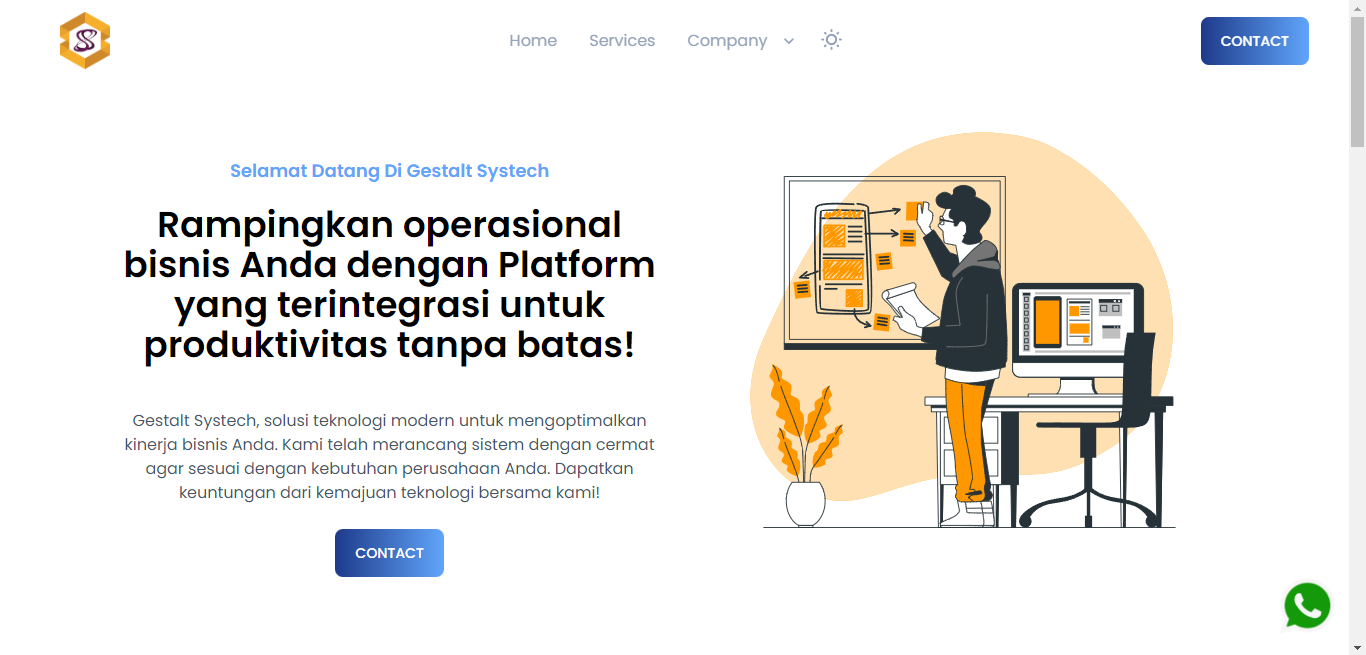 Home Services Company
CONTACT
Selamat Datang Di Gestalt Systech
Rampingkan operasional
bisnis Anda dengan Platform
yang terintegrasi untuk
produktivitas tanpa batas!
Gestalt Systech, solusi teknologi modern untuk mengoptimalkan
kinerja bisnis Anda. Kami telah merancang sistem dengan cermat
agar sesuai dengan kebutuhan perusahaan Anda. Dapatkan
keuntungan dari kemajuan teknologi bersama kami!
CONTACT